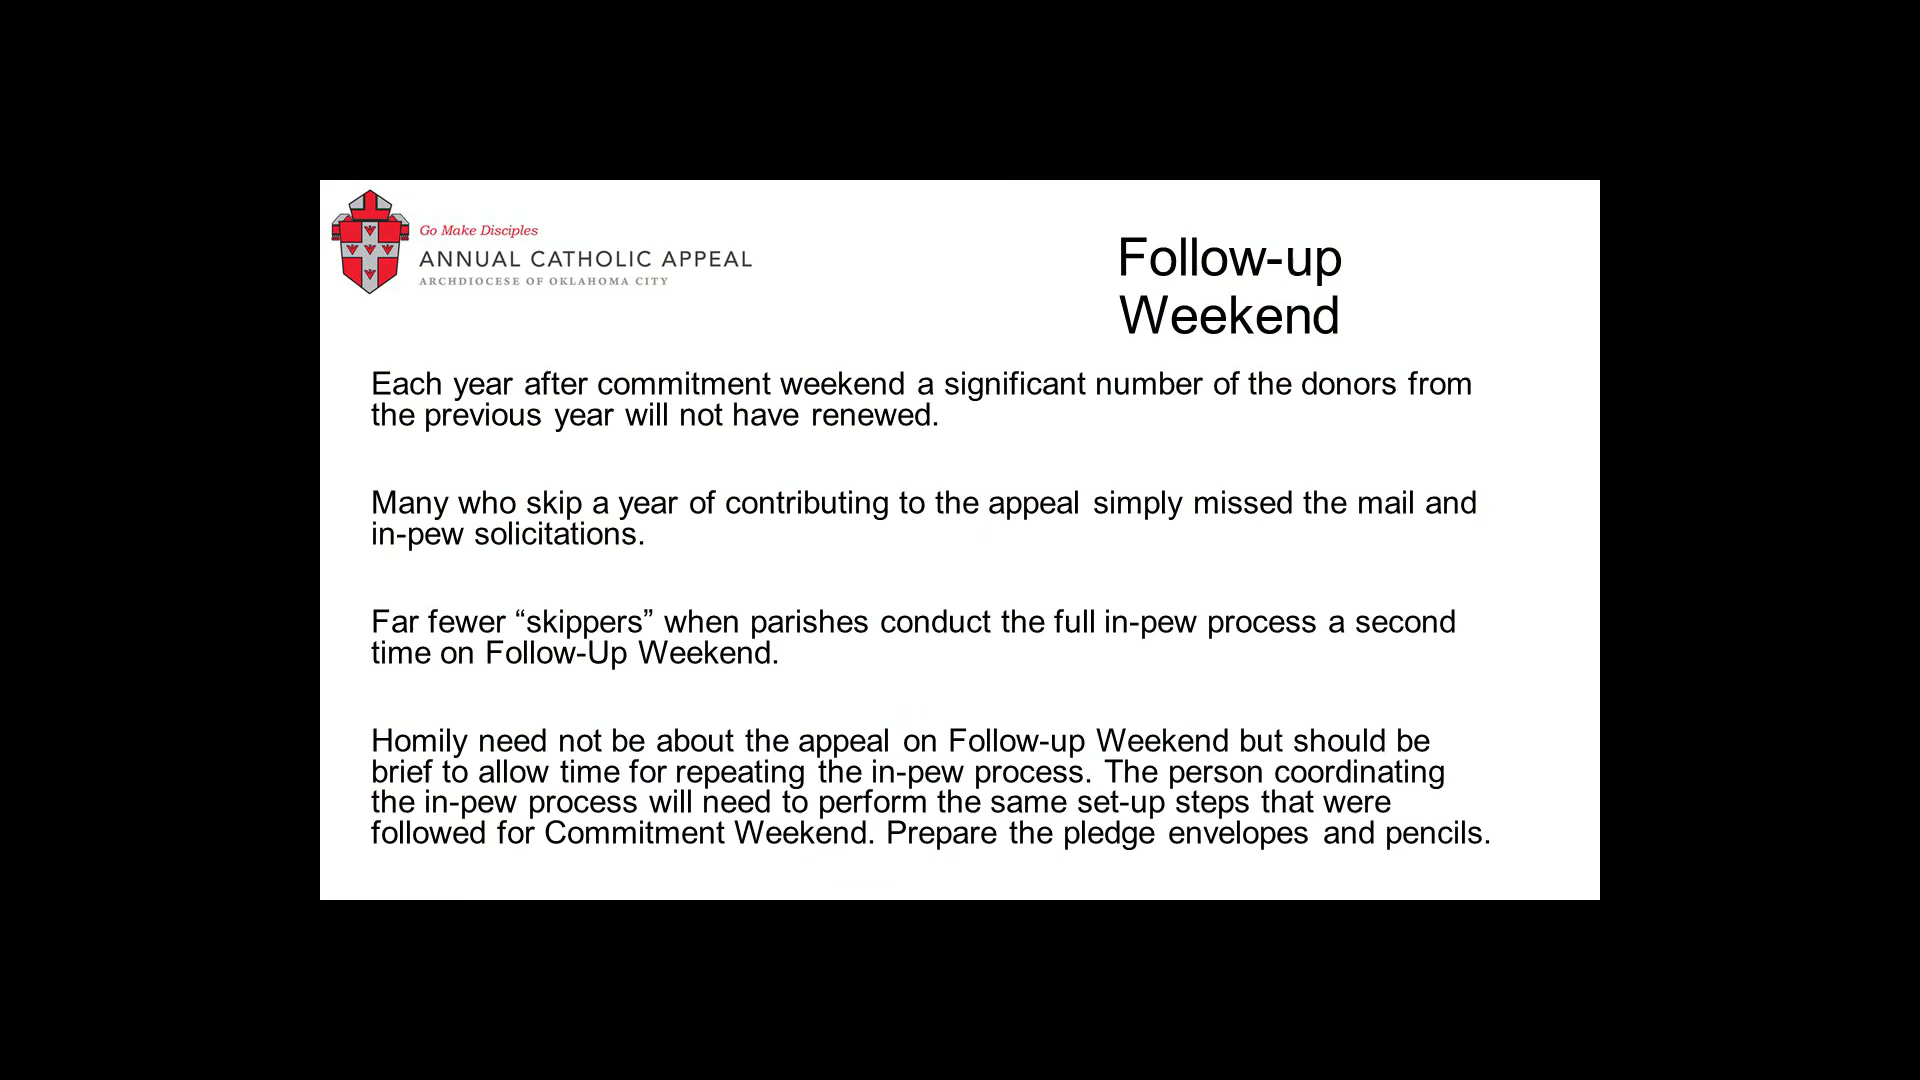 Go Make Disciples
ANNUAL CATHOLIC APPEAL
ARCHDIOCESE OF OKLAHOMA CITY
Follow-up
Weekend
Each year after commitment weekend a significant number of the donors from
the previous year will not have renewed.
Many who skip a year of contributing to the appeal simply missed the mail and
in-pew solicitations.
Far fewer “skippers” when parishes conduct the full in-pew process a second
time on Follow-Up Weekend.
Homily need not be about the appeal on Follow-up Weekend but should be
brief to allow time for repeating the in-pew process. The person coordinating
the in-pew process will need to perform the same set-up steps that were
followed for Commitment Weekend. Prepare the pledge envelopes and pencils.